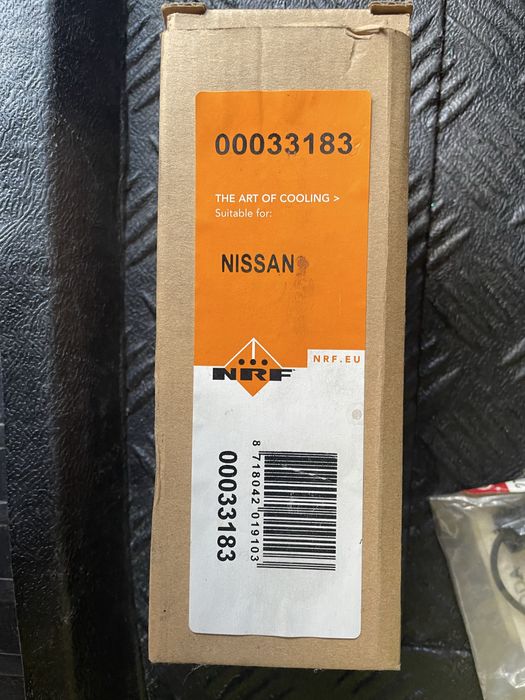 00033183
THE ART OF COOLING >
Suitable for:
NISSAN
NRF.EU
NRF
00033183
8 718042 019103